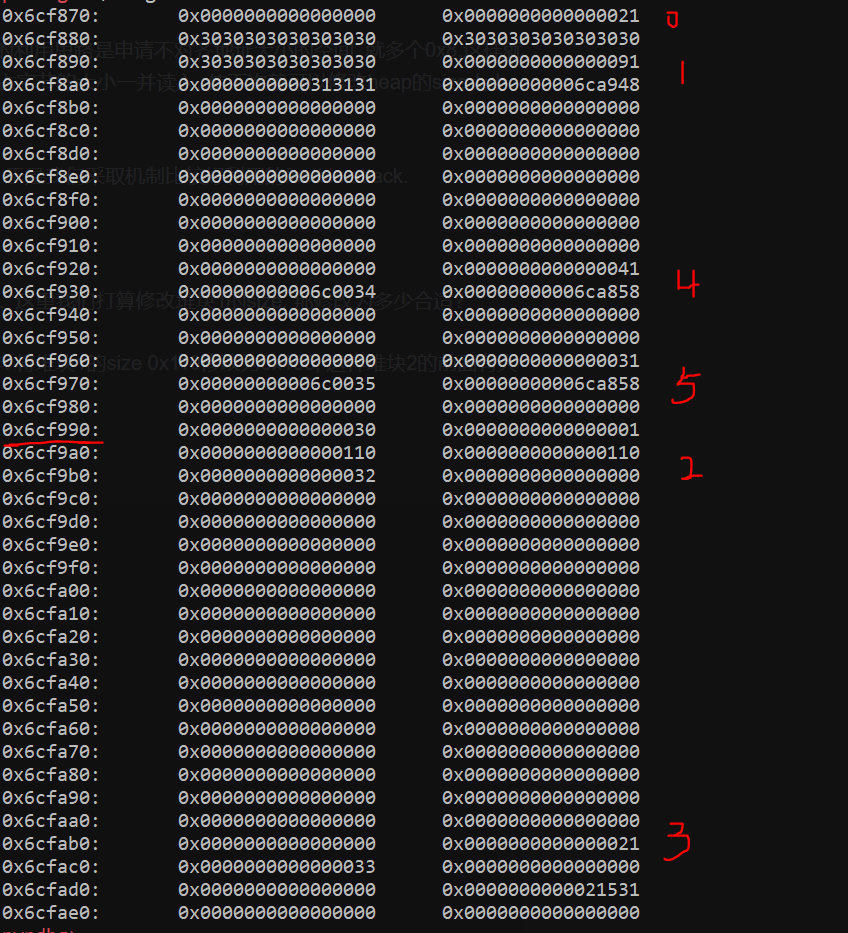 0x6cf870: 0x0000000000000000 0x0000000000000021 0
0x6cf880: 0x3030303030303030 0x3030303030303030
0x6cf890: 0x3030303030303030 0x0000000000000091 1
0x6cf8a0: 0x0000000000313131 0x00000000006ca948
0x6cf8b0: 0x0000000000000000 0x0000000000000000
0x6cf8c0: 0x0000000000000000 0x0000000000000000
0x6cf8d0: 0x0000000000000000 0x0000000000000000
0x6cf8e0: 0x0000000000000000 0x0000000000000000
0x6cf8f0: 0x0000000000000000 0x0000000000000000
0x6cf900: 0x0000000000000000 0x0000000000000000
0x6cf910: 0x0000000000000000 0x0000000000000000
0x6cf920: 0x0000000000000000 0x0000000000000041 4
0x6cf930: 0x00000000006c0034 0x00000000006ca858
0x6cf940: 0x0000000000000000 0x0000000000000000
0x6cf950: 0x0000000000000000 0x0000000000000000
0x6cf960: 0x0000000000000000 0x0000000000000031
0x6cf970: 0x00000000006c0035 0x00000000006ca858 5
0x6cf980: 0x0000000000000000 0x0000000000000000
0x6cf990: 0x0000000000000030 0x0000000000000001
0x6cf9a0: 0x0000000000000110 0x0000000000000110
0x6cf9b0: 0x0000000000000032 0x0000000000000000 2
0x6cf9c0: 0x0000000000000000 0x0000000000000000
0x6cf9d0: 0x0000000000000000 0x0000000000000000
0x6cf9e0: 0x0000000000000000 0x0000000000000000
0x6cf9f0: 0x0000000000000000 0x0000000000000000
0x6cfa00: 0x0000000000000000 0x0000000000000000
0x6cfa10: 0x0000000000000000 0x0000000000000000
0x6cfa20: 0x0000000000000000 0x0000000000000000
0x6cfa30: 0x0000000000000000 0x0000000000000000
0x6cfa40: 0x0000000000000000 0x0000000000000000
0x6cfa50: 0x0000000000000000 0x0000000000000000
0x6cfa60: 0x0000000000000000 0x0000000000000000
0x6cfa70: 0x0000000000000000 0x0000000000000000
0x6cfa80: 0x0000000000000000 0x0000000000000000
0x6cfa90: 0x0000000000000000 0x0000000000000000
0x6cfaa0: 0x0000000000000000 0x0000000000000000
0x6cfab0: 0x0000000000000000 0x0000000000000021 3
0x6cfac0: 0x0000000000000033 0x0000000000000000
0x6cfad0: 0x0000000000000000 0x0000000000021531
0x6cfae0: 0x0000000000000000 0x0000000000000000